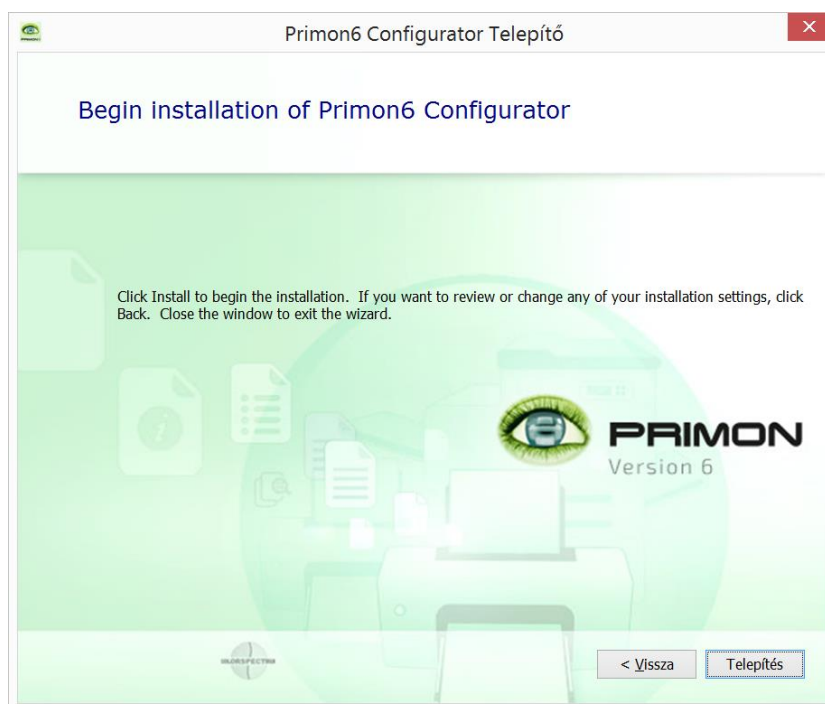 Primon6 Configurator Telepítő
Begin installation of Primon6 Configurator
Click Install to begin the installation.  If you want to review or change any of your installation settings, click
Back.  Close the window to exit the wizard.
PRIMON
Version 6
< Vissza
Telepítés